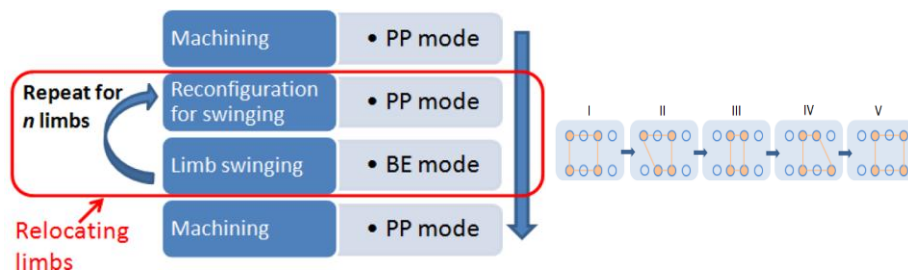 Machining
• PP mode
Repeat for
n limbs
Reconfiguration
for swinging
• PP mode
Limb swinging
• BE mode
Relocating
limbs
Machining
• PP mode
I II III IV V